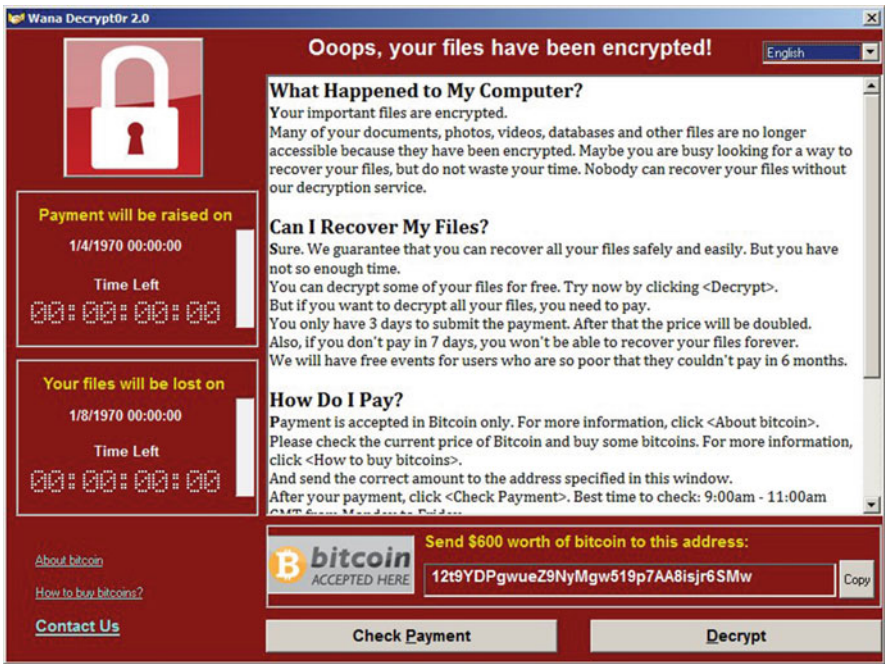 Wana Decrypt0r 2.0
Ooops, your files have been encrypted!
English
What Happened to My Computer?
Your important files are encrypted.
Many of your documents, photos, videos, databases and other files are no longer
accessible because they have been encrypted. Maybe you are busy looking for a way to
recover your files, but do not waste your time. Nobody can recover your files without
our decryption service.
Can I Recover My Files?
Sure. We guarantee that you can recover all your files safely and easily. But you have
not so enough time.
You can decrypt some of your files for free. Try now by clicking <Decrypt>.
But if you want to decrypt all your files, you need to pay.
You only have 3 days to submit the payment. After that the price will be doubled.
Also, if you don't pay in 7 days, you won't be able to recover your files forever.
We will have free events for users who are so poor that they couldn't pay in 6 months.
How Do I Pay?
Payment is accepted in Bitcoin only. For more information, click <About bitcoin>.
Please check the current price of Bitcoin and buy some bitcoins. For more information,
click <How to buy bitcoins>.
And send the correct amount to the address specified in this window.
After your payment, click <Check Payment>. Best time to check: 9:00am - 11:00am
GMT from Monday to Friday
Payment will be raised on
1/4/1970 00:00:00
Time Left
00:00:00:00
Your files will be lost on
1/8/1970 00:00:00
Time Left
00:00:00:00
About bitcoin
How to buy bitcoins?
Contact Us
bitcoin
ACCEPTED HERE
Send $600 worth of bitcoin to this address:
12t9YDPgwueZ9NyMgw519p7AA8isjr6SMw
Copy
Check Payment
Decrypt